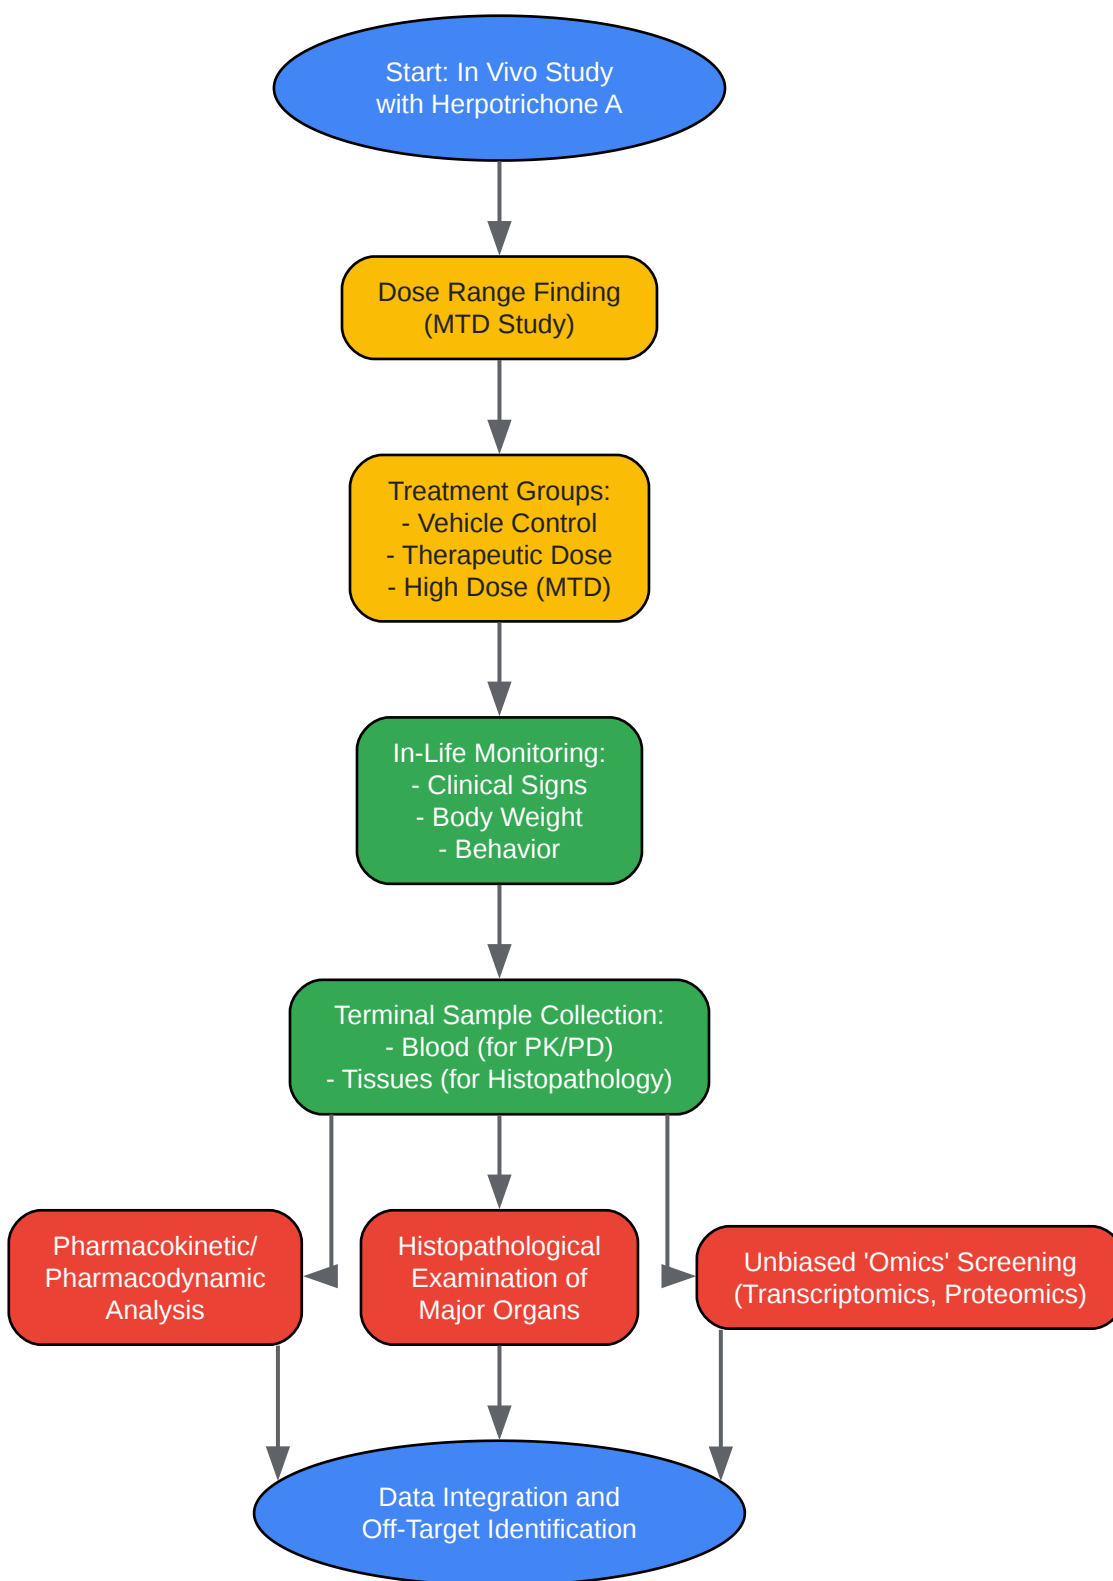 Start: In Vivo Study
with Herpotrichone A
Dose Range Finding
(MTD Study)
Treatment Groups:
- Vehicle Control
- Therapeutic Dose
- High Dose (MTD)
In-Life Monitoring:
- Clinical Signs
- Body Weight
- Behavior
Terminal Sample Collection:
- Blood (for PK/PD)
- Tissues (for Histopathology)
Pharmacokinetic/
Pharmacodynamic
Analysis
Histopathological
Examination of
Major Organs
Unbiased 'Omics' Screening
(Transcriptomics, Proteomics)
Data Integration and
Off-Target Identification